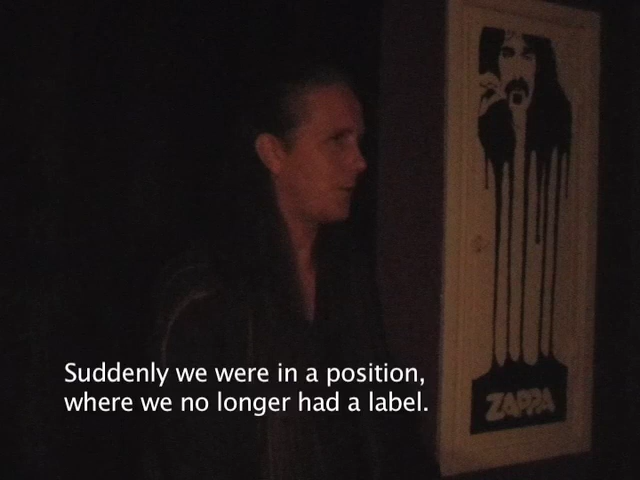 ZAPPA
Suddenly we were in a position,
where we no longer had a label.